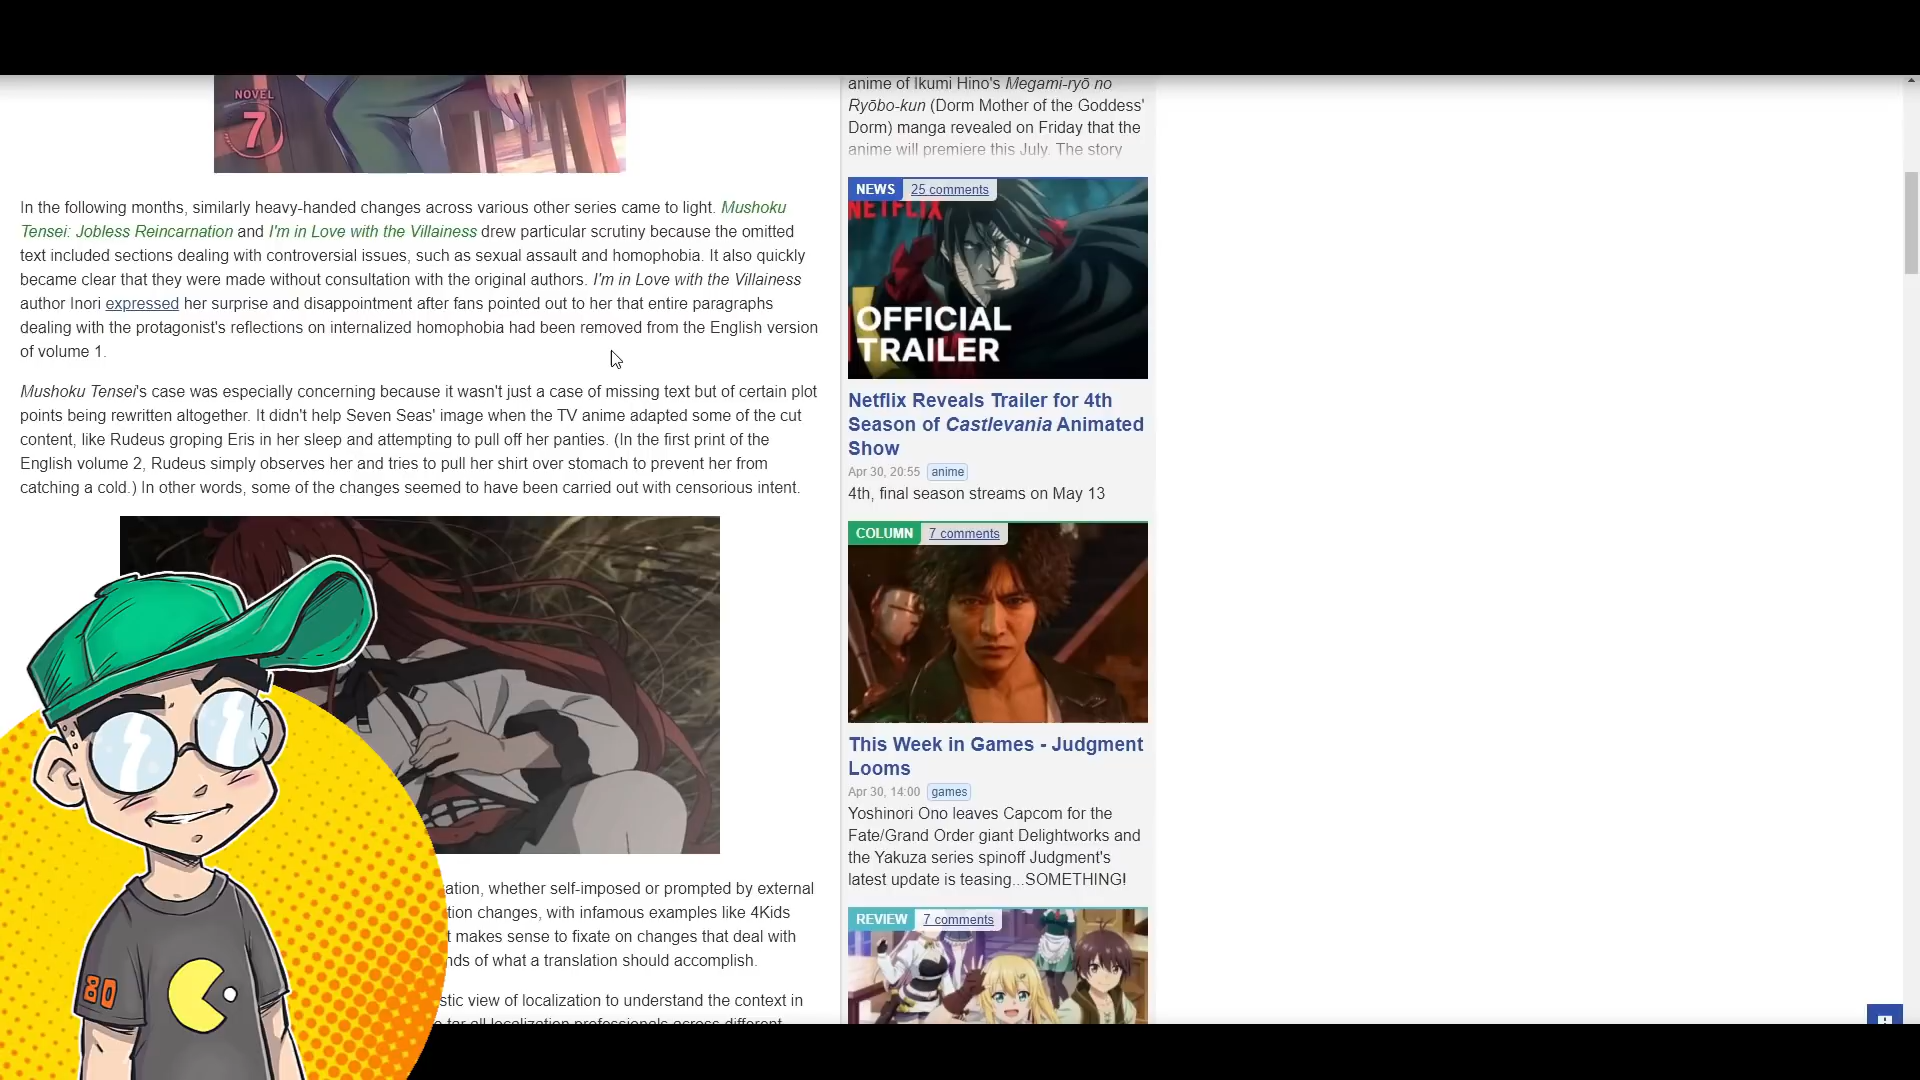 NOVEL
7
In the following months, similarly heavy-handed changes across various other series came to light. Mushoku
Tensei: Jobless Reincarnation and I'm in Love with the Villainess drew particular scrutiny because the omitted
text included sections dealing with controversial issues, such as sexual assault and homophobia. It also quickly
became clear that they were made without consultation with the original authors. I'm in Love with the Villainess
author Inori expressed her surprise and disappointment after fans pointed out to her that entire paragraphs
dealing with the protagonist's reflections on internalized homophobia had been removed from the English version
of volume 1.
Mushoku Tensei's case was especially concerning because it wasn't just a case of missing text but of certain plot
points being rewritten altogether. It didn't help Seven Seas' image when the TV anime adapted some of the cut
content, like Rudeus groping Eris in her sleep and attempting to pull off her panties. (In the first print of the
English volume 2, Rudeus simply observes her and tries to pull her shirt over stomach to prevent her from
catching a cold.) In other words, some of the changes seemed to have been carried out with censorious intent.
ation, whether self-imposed or prompted by external
tion changes, with infamous examples like 4Kids
t makes sense to fixate on changes that deal with
nds of what a translation should accomplish.
stic view of localization to understand the context in
far all localization professionals across different
80
anime of Ikumi Hino's Megami-ryō no
Ryōbo-kun (Dorm Mother of the Goddess'
Dorm) manga revealed on Friday that the
anime will premiere this July. The story
NEWS 25 comments
NETFLIX
OFFICIAL
TRAILER
Netflix Reveals Trailer for 4th
Season of Castlevania Animated
Show
Apr 30, 20:55 anime
4th, final season streams on May 13
COLUMN 7 comments
This Week in Games - Judgment
Looms
Apr 30, 14:00 games
Yoshinori Ono leaves Capcom for the
Fate/Grand Order giant Delightworks and
the Yakuza series spinoff Judgment's
latest update is teasing...SOMETHING!
REVIEW 7 comments